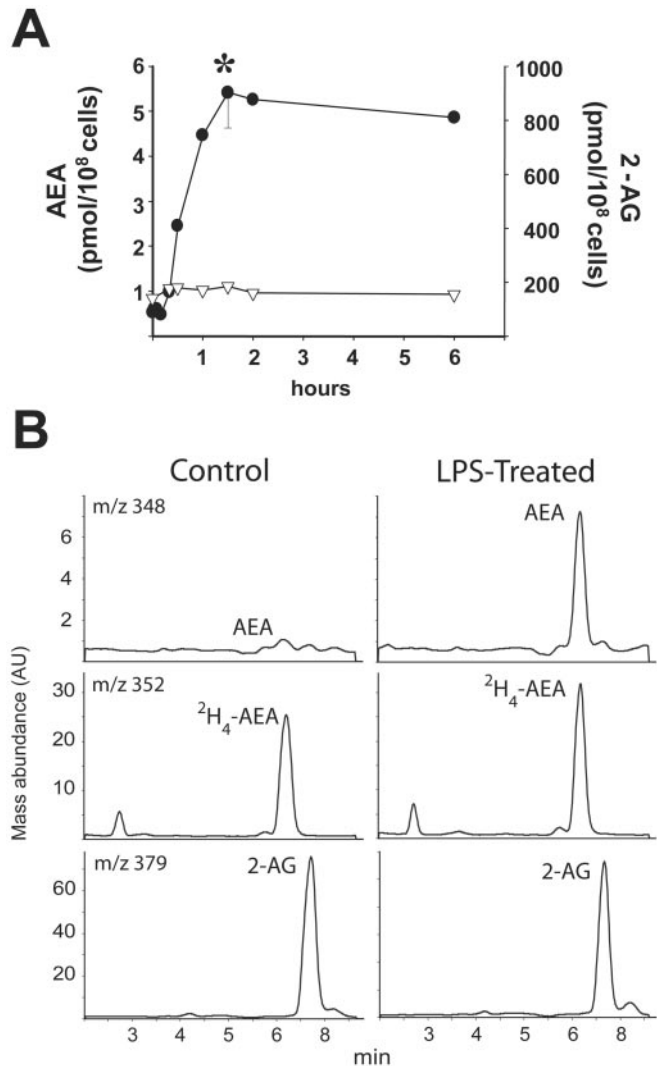 A
*
6
5
4
3
2
1
AEA
(pmol/10⁸ cells)
1000
800
600
400
200
2 - AG
(pmol/10⁸ cells)
1 2 3 4 5 6
hours
B
Control
LPS-Treated
m/z 348
6
4
2
AEA
AEA
m/z 352
30
20
10
²H₄-AEA
²H₄-AEA
Mass abundance (AU)
m/z 379
60
40
20
2-AG
2-AG
3 4 5 6 8
3 4 5 6 8
min